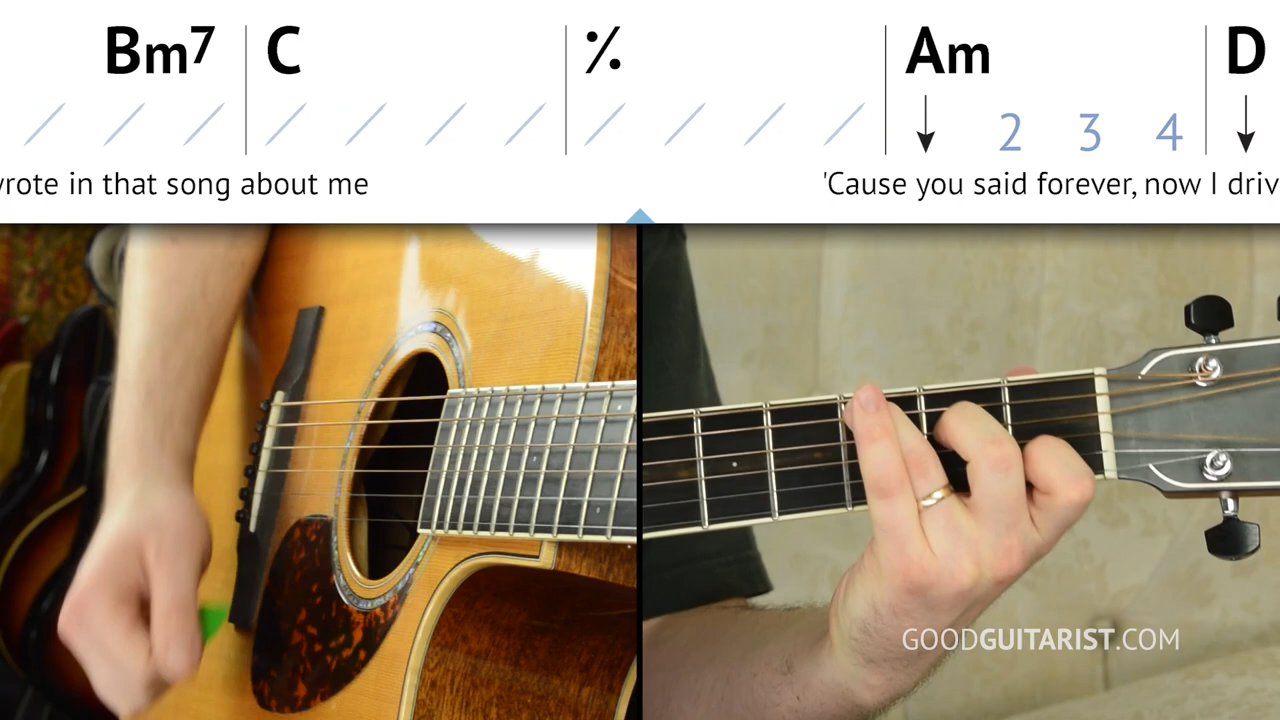 Bm7 C ٪ Am D
2 3 4
wrote in that song about me 'Cause you said forever, now I driv
GOODGUITARIST.COM